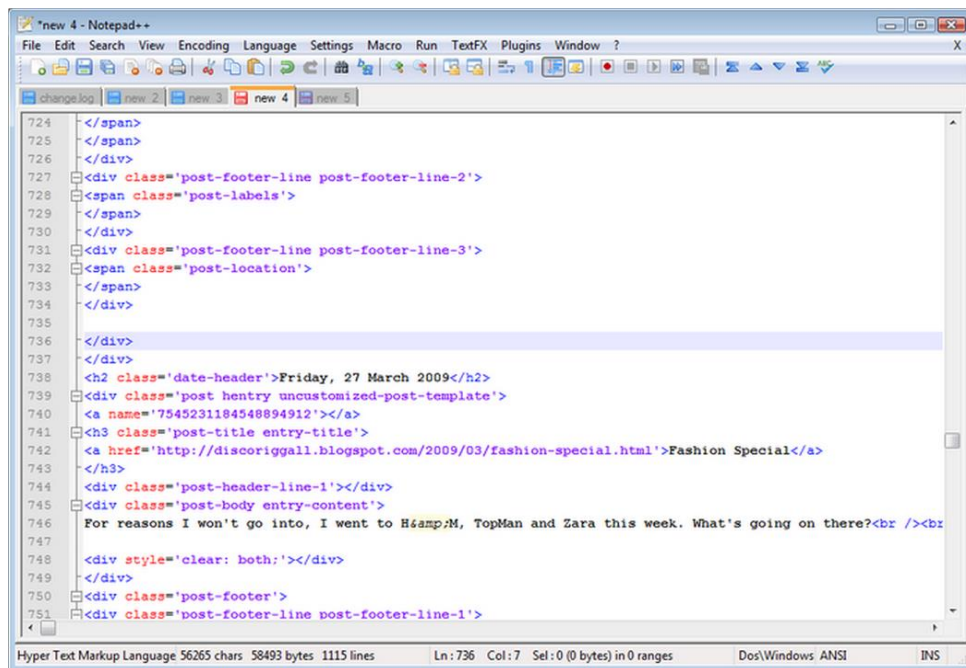 *new 4 - Notepad++
File Edit Search View Encoding Language Settings Macro Run TextFX Plugins Window ? X
change.log new 2 new 3 new 4 new 5
724 </span>
725 </span>
726 </div>
727 <div class='post-footer-line post-footer-line-2'>
728 <span class='post-labels'>
729 </span>
730 </div>
731 <div class='post-footer-line post-footer-line-3'>
732 <span class='post-location'>
733 </span>
734 </div>
735
736 </div>
737 </div>
738 <h2 class='date-header'>Friday, 27 March 2009</h2>
739 <div class='post hentry uncustomized-post-template'>
740 <a name='7545231184548894912'></a>
741 <h3 class='post-title entry-title'>
742 <a href='http://discoriggall.blogspot.com/2009/03/fashion-special.html'>Fashion Special</a>
743 </h3>
744 <div class='post-header-line-1'></div>
745 <div class='post-body entry-content'>
746 For reasons I won't go into, I went to H&amp;M, TopMan and Zara this week. What's going on there?<br /><br
747
748 <div style='clear: both;'></div>
749 </div>
750 <div class='post-footer'>
751 <div class='post-footer-line post-footer-line-1'>
Hyper Text Markup Language 56265 chars 58493 bytes 1115 lines Ln : 736 Col : 7 Sel : 0 (0 bytes) in 0 ranges Dos\Windows ANSI INS